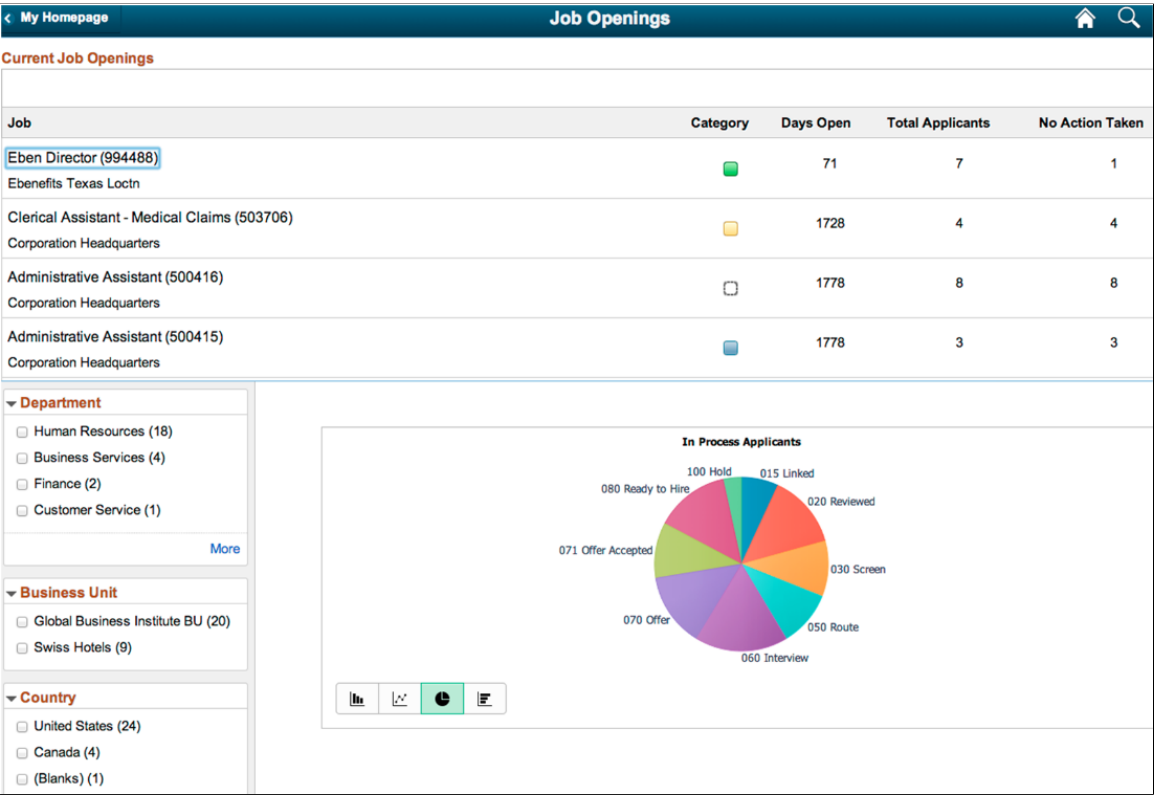 My Homepage
Job Openings
Current Job Openings
Job Category Days Open Total Applicants No Action Taken
Eben Director (994488) 71 7 1
Ebenefits Texas Loctn
Clerical Assistant - Medical Claims (503706) 1728 4 4
Corporation Headquarters
Administrative Assistant (500416) 1778 8 8
Corporation Headquarters
Administrative Assistant (500415) 1778 3 3
Corporation Headquarters
Department
Human Resources (18)
Business Services (4)
Finance (2)
Customer Service (1)
More
Business Unit
Global Business Institute BU (20)
Swiss Hotels (9)
Country
United States (24)
Canada (4)
(Blanks) (1)
In Process Applicants
100 Hold
015 Linked
080 Ready to Hire
020 Reviewed
071 Offer Accepted
030 Screen
070 Offer
050 Route
060 Interview